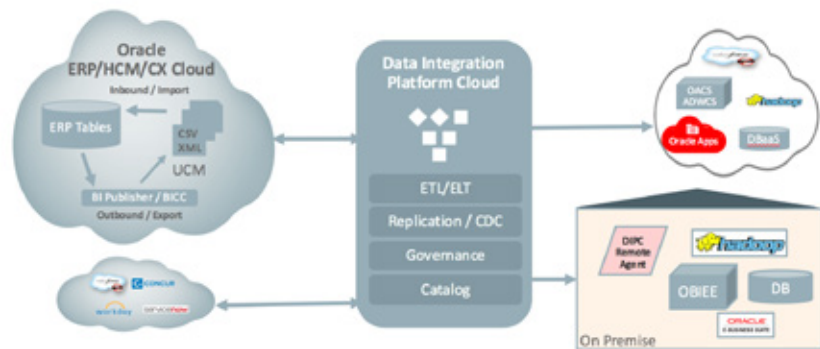 Oracle
ERP/HCM/CX Cloud
Inbound / Import
ERP Tables
CSV
XML
UCM
BI Publisher / BICC
Outbound / Export
CONCUR
workday
servicenow
Data Integration
Platform Cloud
ETL/ELT
Replication / CDC
Governance
Catalog
OACS
ADWCS
hadoop
Oracle Apps
DBaaS
DIPC
Remote
Agent
hadoop
OBIEE
DB
ORACLE
E-BUSINESS SUITE
On Premise